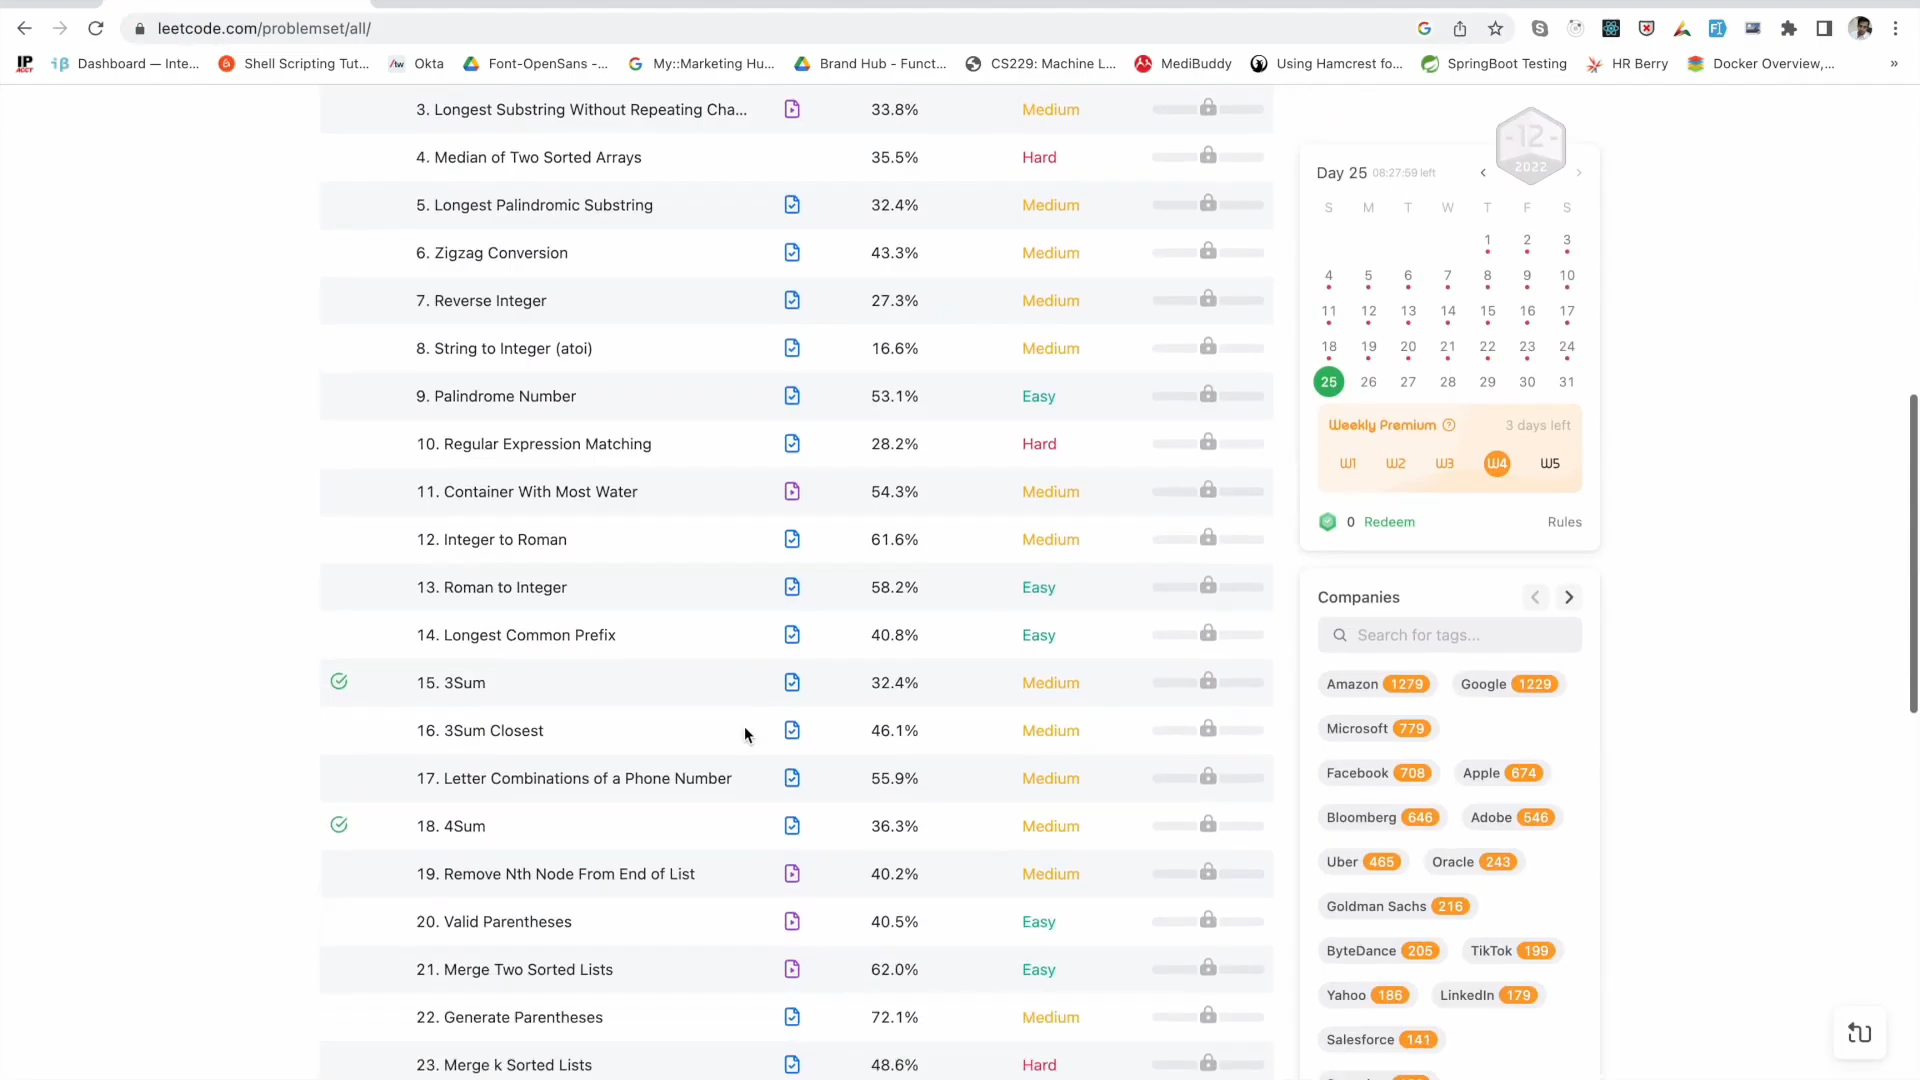 leetcode.com/problemset/all/
IP ACCT Dashboard — Inte... Shell Scripting Tut... /tw Okta Font-OpenSans -... My::Marketing Hu... Brand Hub - Funct... CS229: Machine L... MediBuddy Using Hamcrest fo... SpringBoot Testing HR Berry Docker Overview,... »
3. Longest Substring Without Repeating Cha... 33.8% Medium
4. Median of Two Sorted Arrays 35.5% Hard
5. Longest Palindromic Substring 32.4% Medium
6. Zigzag Conversion 43.3% Medium
7. Reverse Integer 27.3% Medium
8. String to Integer (atoi) 16.6% Medium
9. Palindrome Number 53.1% Easy
10. Regular Expression Matching 28.2% Hard
11. Container With Most Water 54.3% Medium
12. Integer to Roman 61.6% Medium
13. Roman to Integer 58.2% Easy
14. Longest Common Prefix 40.8% Easy
15. 3Sum 32.4% Medium
16. 3Sum Closest 46.1% Medium
17. Letter Combinations of a Phone Number 55.9% Medium
18. 4Sum 36.3% Medium
19. Remove Nth Node From End of List 40.2% Medium
20. Valid Parentheses 40.5% Easy
21. Merge Two Sorted Lists 62.0% Easy
22. Generate Parentheses 72.1% Medium
23. Merge k Sorted Lists 48.6% Hard
-12-
2022
Day 25 08:27:59 left
S M T W T F S
1 2 3
4 5 6 7 8 9 10
11 12 13 14 15 16 17
18 19 20 21 22 23 24
25 26 27 28 29 30 31
Weekly Premium 3 days left
W1 W2 W3 W4 W5
0 Redeem Rules
Companies
Search for tags...
Amazon 1279 Google 1229
Microsoft 779
Facebook 708 Apple 674
Bloomberg 646 Adobe 546
Uber 465 Oracle 243
Goldman Sachs 216
ByteDance 205 TikTok 199
Yahoo 186 LinkedIn 179
Salesforce 141